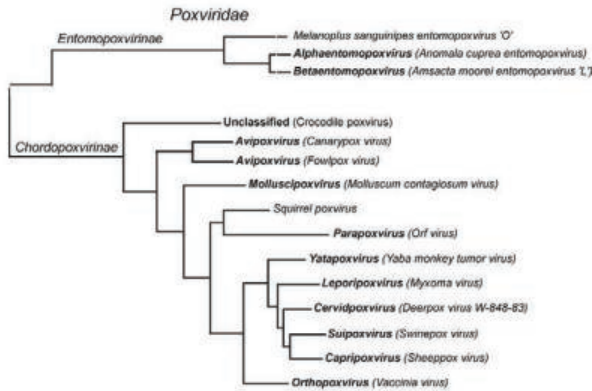 Poxviridae
Entomopoxvirinae
Melanoplus sanguinipes entomopoxvirus 'O'
Alphaentomopoxvirus (Anomala cuprea entomopoxvirus)
Betaentomopoxvirus (Amsacta moorei entomopoxvirus 'L')
Chordopoxvirinae
Unclassified (Crocodile poxvirus)
Avipoxvirus (Canarypox virus)
Avipoxvirus (Fowlpox virus)
Molluscipoxvirus (Molluscum contagiosum virus)
Squirrel poxvirus
Parapoxvirus (Orf virus)
Yatapoxvirus (Yaba monkey tumor virus)
Leporipoxvirus (Myxoma virus)
Cervidpoxvirus (Deerpox virus W-848-83)
Suipoxvirus (Swinepox virus)
Capripoxvirus (Sheeppox virus)
Orthopoxvirus (Vaccinia virus)